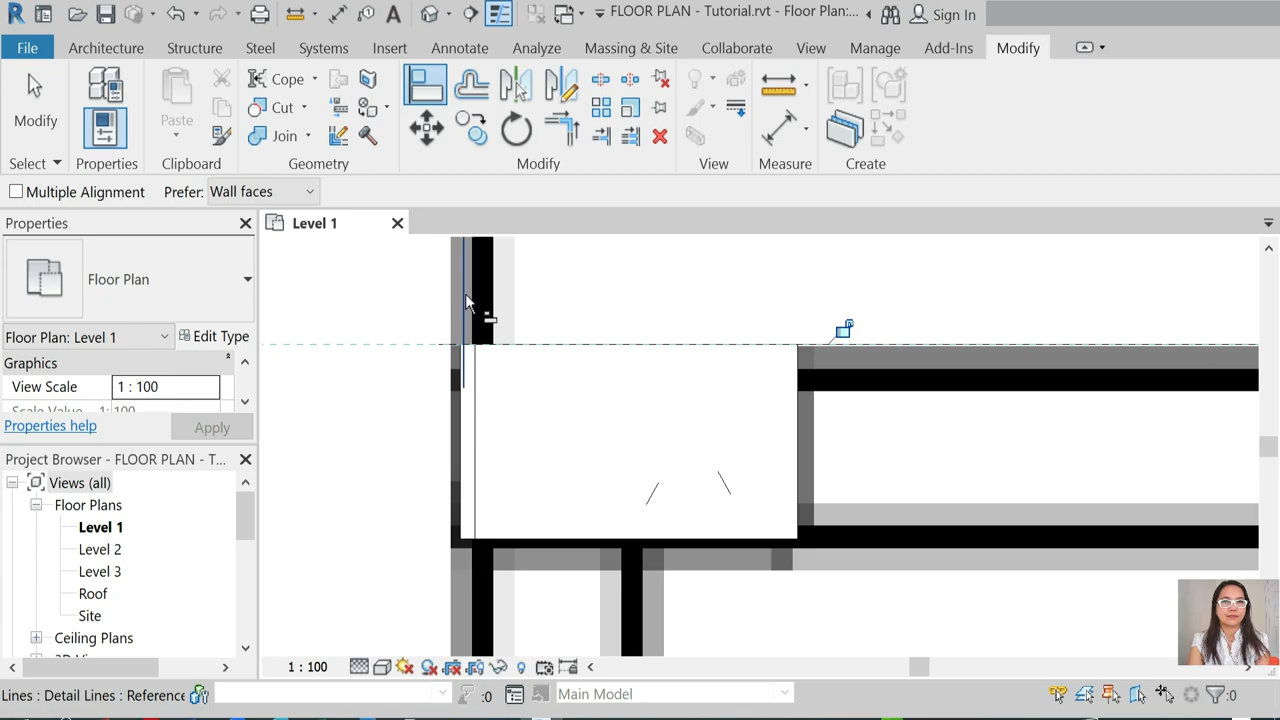 FLOOR PLAN - Tutorial.rvt - Floor Plan:...
Sign In
File
Architecture
Structure
Steel
Systems
Insert
Annotate
Analyze
Massing & Site
Collaborate
View
Manage
Add-Ins
Modify
Modify
Paste
Cope
Cut
Join
Select
Properties
Clipboard
Geometry
Modify
View
Measure
Create
Multiple Alignment
Prefer:
Wall faces
Properties
Level 1
Floor Plan
Floor Plan: Level 1
Edit Type
Graphics
View Scale
1 : 100
Scale Value 1:
100
Properties help
Apply
Project Browser - FLOOR PLAN - T...
Views (all)
Floor Plans
Level 1
Level 2
Level 3
Roof
Site
Ceiling Plans
1 : 100
Lines : Detail Lines : Reference
:0
Main Model
:0